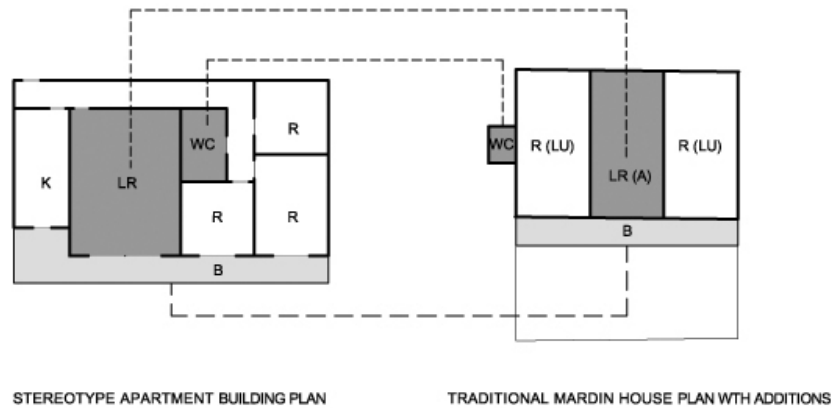 R
WC
K
LR
R
R
B
WC
R (LU)
LR (A)
R (LU)
B
STEREOTYPE APARTMENT BUILDING PLAN
TRADITIONAL MARDIN HOUSE PLAN WTH ADDITIONS